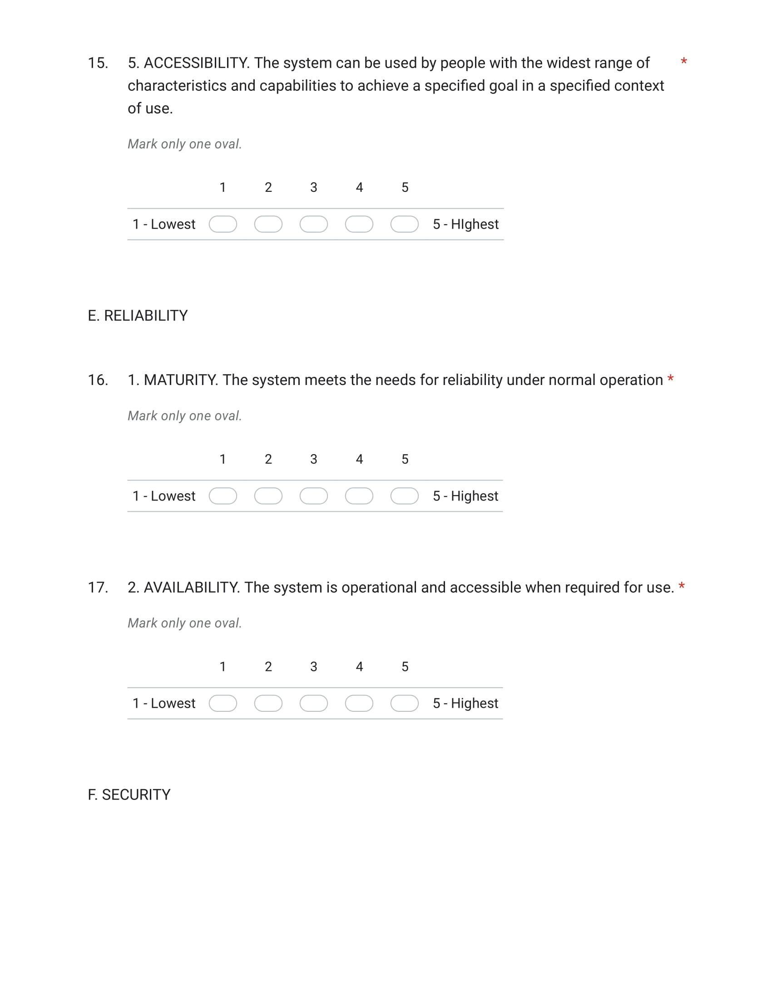 15. 5. ACCESSIBILITY. The system can be used by people with the widest range of *
characteristics and capabilities to achieve a specified goal in a specified context
of use.
Mark only one oval.
1 2 3 4 5
1 - Lowest 5 - HIghest
E. RELIABILITY
16. 1. MATURITY. The system meets the needs for reliability under normal operation *
Mark only one oval.
1 2 3 4 5
1 - Lowest 5 - Highest
17. 2. AVAILABILITY. The system is operational and accessible when required for use. *
Mark only one oval.
1 2 3 4 5
1 - Lowest 5 - Highest
F. SECURITY